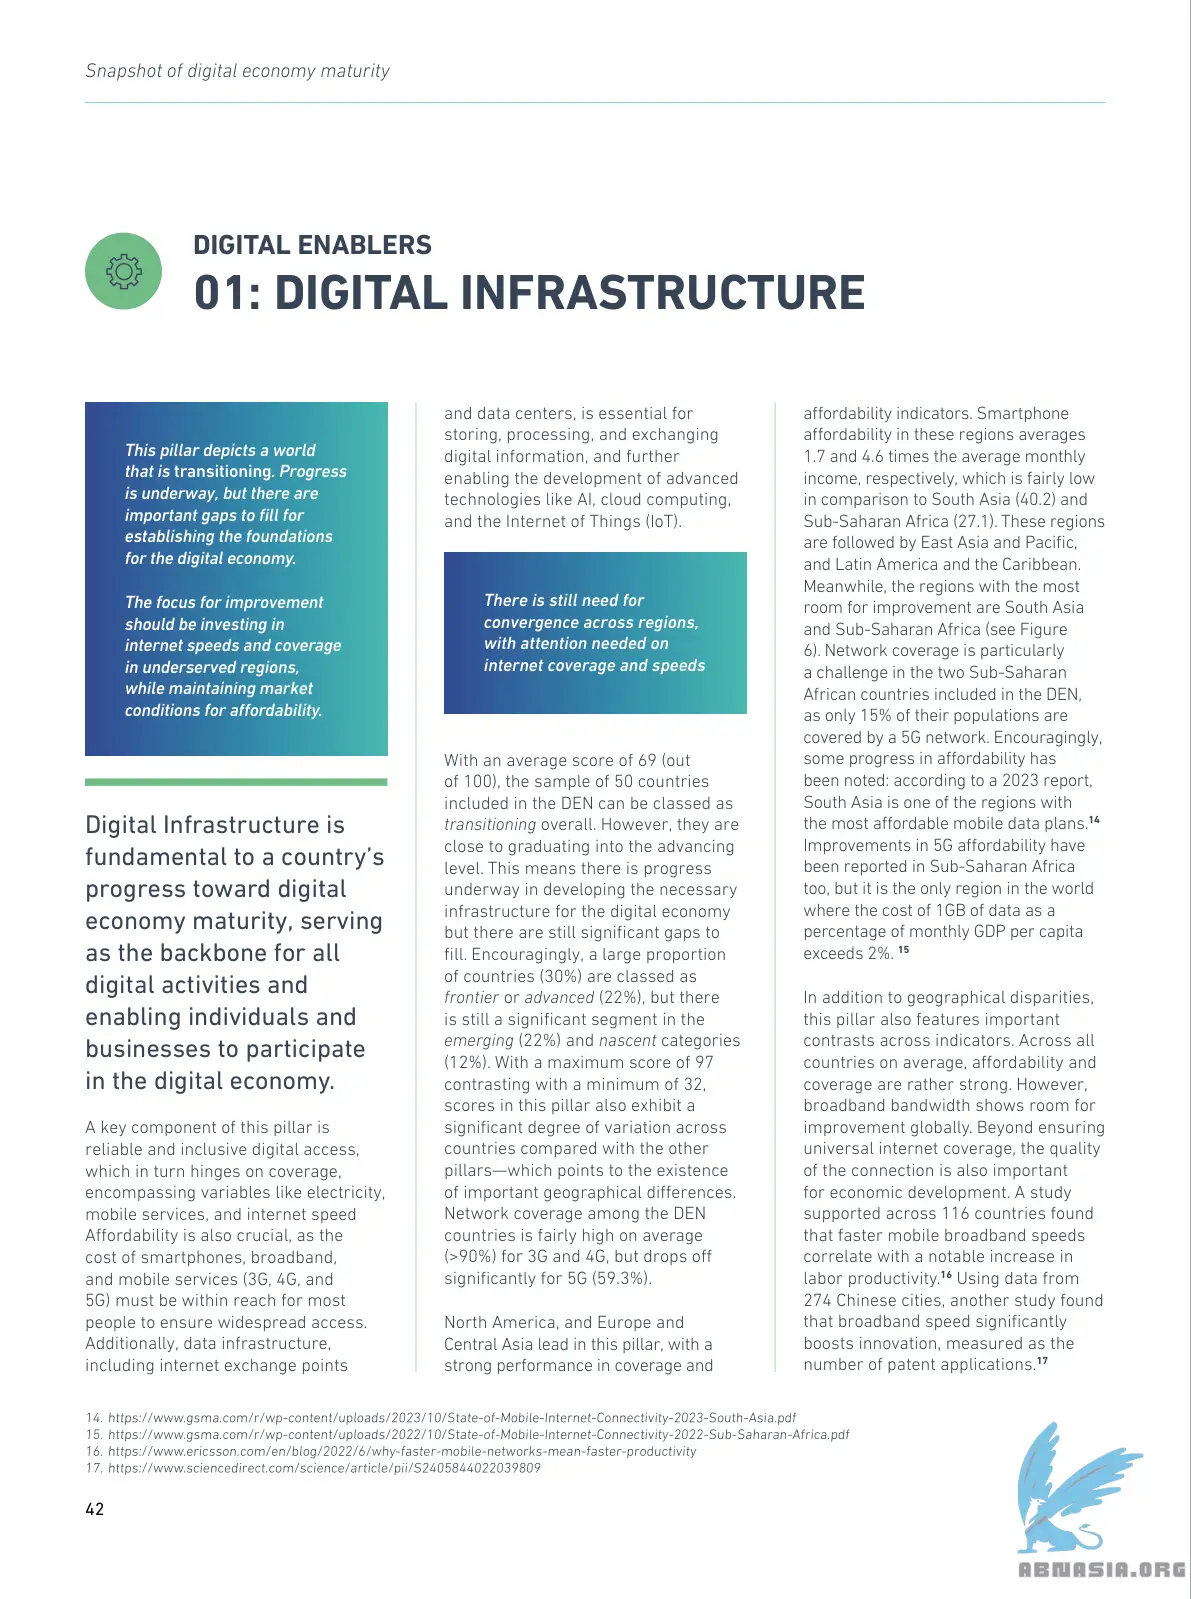 Snapshot of digital economy maturity
DIGITAL ENABLERS
01: DIGITAL INFRASTRUCTURE
This pillar depicts a world
that is transitioning. Progress
is underway, but there are
important gaps to fill for
establishing the foundations
for the digital economy.
The focus for improvement
should be investing in
internet speeds and coverage
in underserved regions,
while maintaining market
conditions for affordability.
Digital Infrastructure is
fundamental to a country’s
progress toward digital
economy maturity, serving
as the backbone for all
digital activities and
enabling individuals and
businesses to participate
in the digital economy.
A key component of this pillar is
reliable and inclusive digital access,
which in turn hinges on coverage,
encompassing variables like electricity,
mobile services, and internet speed
Affordability is also crucial, as the
cost of smartphones, broadband,
and mobile services (3G, 4G, and
5G) must be within reach for most
people to ensure widespread access.
Additionally, data infrastructure,
including internet exchange points
and data centers, is essential for
storing, processing, and exchanging
digital information, and further
enabling the development of advanced
technologies like AI, cloud computing,
and the Internet of Things (IoT).
There is still need for
convergence across regions,
with attention needed on
internet coverage and speeds
With an average score of 69 (out
of 100), the sample of 50 countries
included in the DEN can be classed as
transitioning overall. However, they are
close to graduating into the advancing
level. This means there is progress
underway in developing the necessary
infrastructure for the digital economy
but there are still significant gaps to
fill. Encouragingly, a large proportion
of countries (30%) are classed as
frontier or advanced (22%), but there
is still a significant segment in the
emerging (22%) and nascent categories
(12%). With a maximum score of 97
contrasting with a minimum of 32,
scores in this pillar also exhibit a
significant degree of variation across
countries compared with the other
pillars—which points to the existence
of important geographical differences.
Network coverage among the DEN
countries is fairly high on average
(>90%) for 3G and 4G, but drops off
significantly for 5G (59.3%).
North America, and Europe and
Central Asia lead in this pillar, with a
strong performance in coverage and
affordability indicators. Smartphone
affordability in these regions averages
1.7 and 4.6 times the average monthly
income, respectively, which is fairly low
in comparison to South Asia (40.2) and
Sub-Saharan Africa (27.1). These regions
are followed by East Asia and Pacific,
and Latin America and the Caribbean.
Meanwhile, the regions with the most
room for improvement are South Asia
and Sub-Saharan Africa (see Figure
6). Network coverage is particularly
a challenge in the two Sub-Saharan
African countries included in the DEN,
as only 15% of their populations are
covered by a 5G network. Encouragingly,
some progress in affordability has
been noted: according to a 2023 report,
South Asia is one of the regions with
the most affordable mobile data plans.14
Improvements in 5G affordability have
been reported in Sub-Saharan Africa
too, but it is the only region in the world
where the cost of 1GB of data as a
percentage of monthly GDP per capita
exceeds 2%. 15
In addition to geographical disparities,
this pillar also features important
contrasts across indicators. Across all
countries on average, affordability and
coverage are rather strong. However,
broadband bandwidth shows room for
improvement globally. Beyond ensuring
universal internet coverage, the quality
of the connection is also important
for economic development. A study
supported across 116 countries found
that faster mobile broadband speeds
correlate with a notable increase in
labor productivity.16 Using data from
274 Chinese cities, another study found
that broadband speed significantly
boosts innovation, measured as the
number of patent applications.17
14. https://www.gsma.com/r/wp-content/uploads/2023/10/State-of-Mobile-Internet-Connectivity-2023-South-Asia.pdf
15. https://www.gsma.com/r/wp-content/uploads/2022/10/State-of-Mobile-Internet-Connectivity-2022-Sub-Saharan-Africa.pdf
16. https://www.ericsson.com/en/blog/2022/6/why-faster-mobile-networks-mean-faster-productivity
17. https://www.sciencedirect.com/science/article/pii/S2405844022039809
42
ABNASIA.ORG